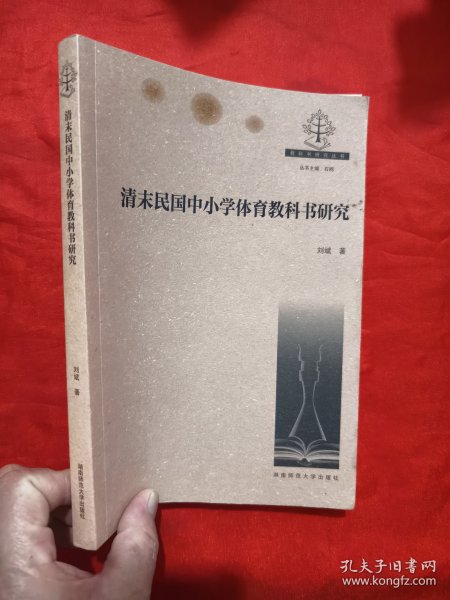 清末民国中小学体育教科书研究
刘斌 著
湖南师范大学出版社
教科书研究丛书
丛书主编 石鸥
清末民国中小学体育教科书研究
刘斌 著
湖南师范大学出版社
孔夫子旧书网
www.kongfz.com